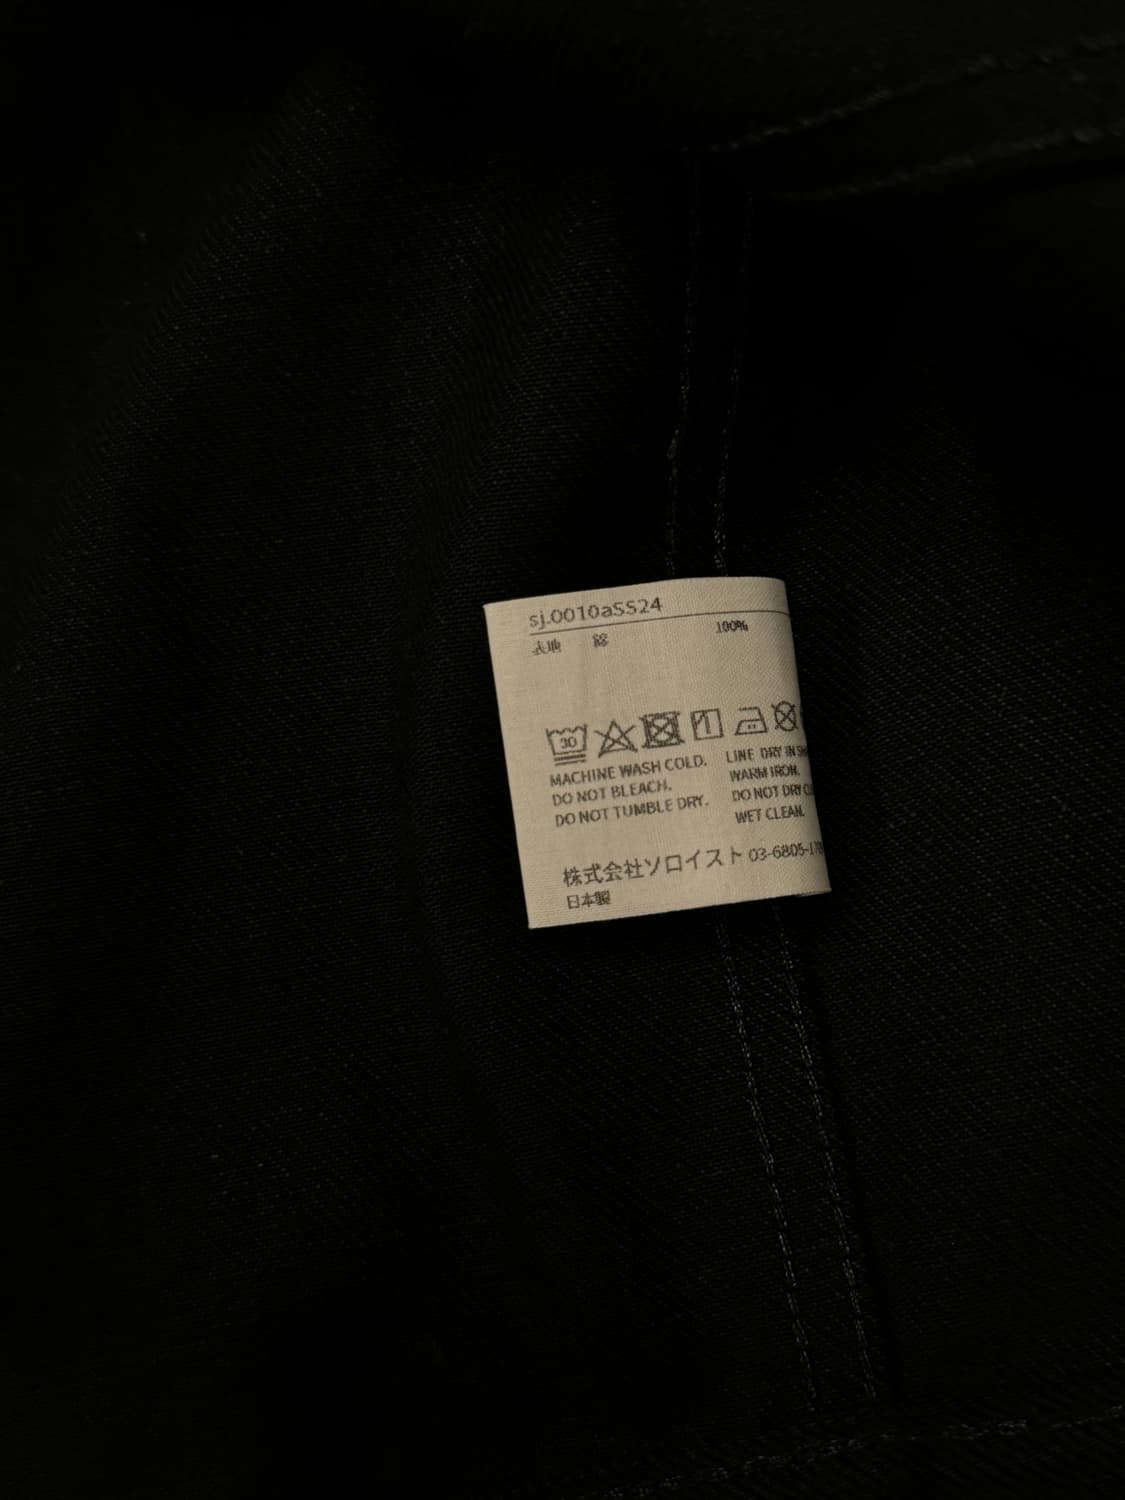 sj.0010aSS24
表地 綿 100%
30
MACHINE WASH COLD.
DO NOT BLEACH.
DO NOT TUMBLE DRY.
LINE DRY IN
WARM IRON.
DO NOT DRY
WET CLEAN.
株式会社ソロイスト 03-6805-1
日本製